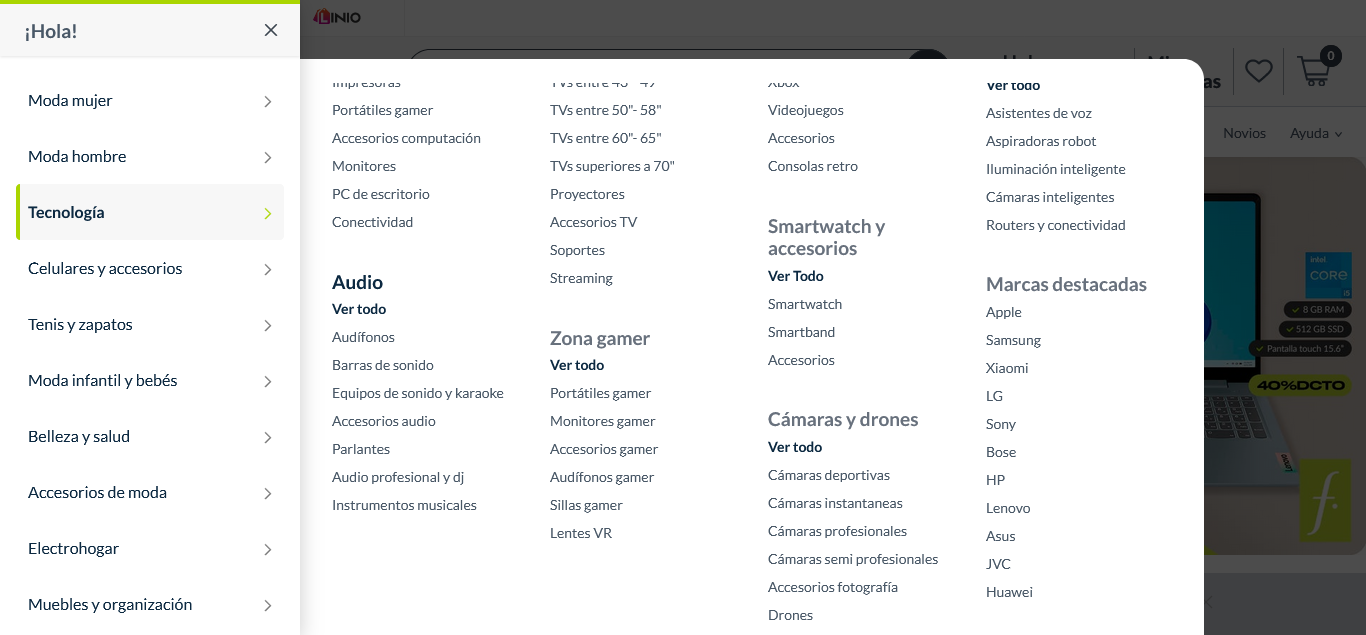 LINIO
¡Hola!
0
Novios
Ayuda
Moda mujer
Moda hombre
Tecnología
Celulares y accesorios
Tenis y zapatos
Moda infantil y bebés
Belleza y salud
Accesorios de moda
Electrohogar
Muebles y organización
Impresoras
Portátiles gamer
Accesorios computación
Monitores
PC de escritorio
Conectividad
Audio
Ver todo
Audífonos
Barras de sonido
Equipos de sonido y karaoke
Accesorios audio
Parlantes
Audio profesional y dj
Instrumentos musicales
TVs entre 43"- 49"
TVs entre 50"- 58"
TVs entre 60"- 65"
TVs superiores a 70"
Proyectores
Accesorios TV
Soportes
Streaming
Zona gamer
Ver todo
Portátiles gamer
Monitores gamer
Accesorios gamer
Audífonos gamer
Sillas gamer
Lentes VR
Xbox
Videojuegos
Accesorios
Consolas retro
Smartwatch y
accesorios
Ver Todo
Smartwatch
Smartband
Accesorios
Cámaras y drones
Ver todo
Cámaras deportivas
Cámaras instantaneas
Cámaras profesionales
Cámaras semi profesionales
Accesorios fotografía
Drones
Ver todo
Asistentes de voz
Aspiradoras robot
Iluminación inteligente
Cámaras inteligentes
Routers y conectividad
Marcas destacadas
Apple
Samsung
Xiaomi
LG
Sony
Bose
HP
Lenovo
Asus
JVC
Huawei
intel
CORE
i5
8 GB RAM
512 GB SSD
Pantalla touch 15.6"
40%DCTO
f.